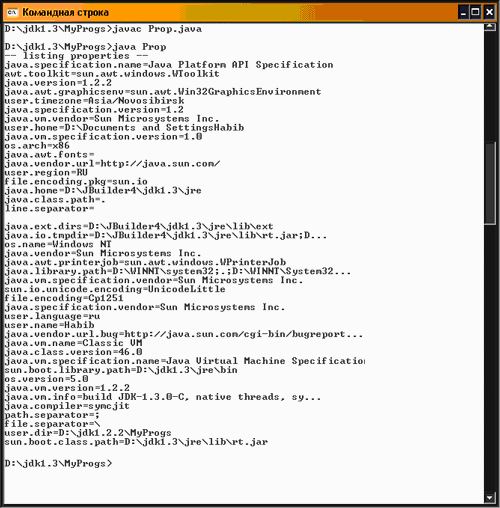 Командная строка
D:\jdk1.3\MyProgs>javac Prop.java
D:\jdk1.3\MyProgs>java Prop
-- listing properties --
java.specification.name=Java Platform API Specification
awt.toolkit=sun.awt.windows.WToolkit
java.version=1.2.2
java.awt.graphicsenv=sun.awt.Win32GraphicsEnvironment
user.timezone=Asia/Novosibirsk
java.specification.version=1.2
java.vm.vendor=Sun Microsystems Inc.
user.home=D:\Documents and SettingsHabib
java.vm.specification.version=1.0
os.arch=x86
java.awt.fonts=
java.vendor.url=http://java.sun.com/
user.region=RU
file.encoding.pkg=sun.io
java.home=D:\JBuilder4\jdk1.3\jre
java.class.path=.
line.separator=
java.ext.dirs=D:\JBuilder4\jdk1.3\jre\lib\ext
java.io.tmpdir=D:\JBuilder4\jdk1.3\jre\lib\rt.jar;D...
os.name=Windows NT
java.vendor=Sun Microsystems Inc.
java.awt.printerjob=sun.awt.windows.WPrinterJob
java.library.path=D:\WINNT\system32;.;D:\WINNT\System32...
java.vm.specification.vendor=Sun Microsystems Inc.
sun.io.unicode.encoding=UnicodeLittle
file.encoding=Cp1251
java.specification.vendor=Sun Microsystems Inc.
user.language=ru
user.name=Habib
java.vendor.url.bug=http://java.sun.com/cgi-bin/bugreport...
java.vm.name=Classic VM
java.class.version=46.0
java.vm.specification.name=Java Virtual Machine Specification
sun.boot.library.path=D:\jdk1.3\jre\bin
os.version=5.0
java.vm.version=1.2.2
java.vm.info=build JDK-1.3.0-C, native threads, sy...
java.compiler=symcjit
path.separator=;
file.separator=\
user.dir=D:\jdk1.2.2\MyProgs
sun.boot.class.path=D:\jdk1.3\jre\lib\rt.jar
D:\jdk1.3\MyProgs>